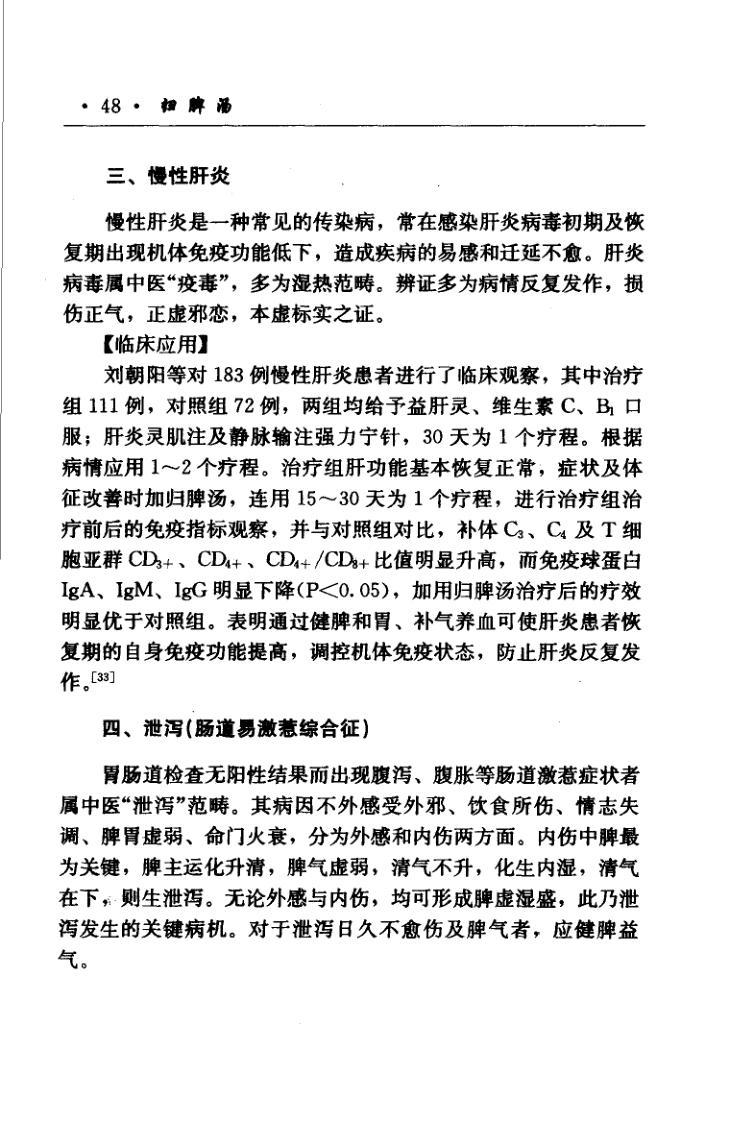 · 48 · 归脾汤
三、慢性肝炎
慢性肝炎是一种常见的传染病，常在感染肝炎病毒初期及恢
复期出现机体免疫功能低下，造成疾病的易感和迁延不愈。肝炎
病毒属中医“疫毒”，多为湿热范畴。辨证多为病情反复发作，损
伤正气，正虚邪恋，本虚标实之证。
【临床应用】
刘朝阳等对 183 例慢性肝炎患者进行了临床观察，其中治疗
组 111 例，对照组 72 例，两组均给予益肝灵、维生素 C、B₁ 口
服；肝炎灵肌注及静脉输注强力宁针，30 天为 1 个疗程。根据
病情应用 1～2 个疗程。治疗组肝功能基本恢复正常，症状及体
征改善时加归脾汤，连用 15～30 天为 1 个疗程，进行治疗组治
疗前后的免疫指标观察，并与对照组对比，补体 C₃、C₄ 及 T 细
胞亚群 CD₃₊、CD₄₊、CD₄₊/CD₈₊ 比值明显升高，而免疫球蛋白
IgA、IgM、IgG 明显下降(P<0.05)，加用归脾汤治疗后的疗效
明显优于对照组。表明通过健脾和胃、补气养血可使肝炎患者恢
复期的自身免疫功能提高，调控机体免疫状态，防止肝炎反复发
作。[33]
四、泄泻(肠道易激惹综合征)
胃肠道检查无阳性结果而出现腹泻、腹胀等肠道激惹症状者
属中医“泄泻”范畴。其病因不外感受外邪、饮食所伤、情志失
调、脾胃虚弱、命门火衰，分为外感和内伤两方面。内伤中脾最
为关键，脾主运化升清，脾气虚弱，清气不升，化生内湿，清气
在下，则生泄泻。无论外感与内伤，均可形成脾虚湿盛，此乃泄
泻发生的关键病机。对于泄泻日久不愈伤及脾气者，应健脾益
气。